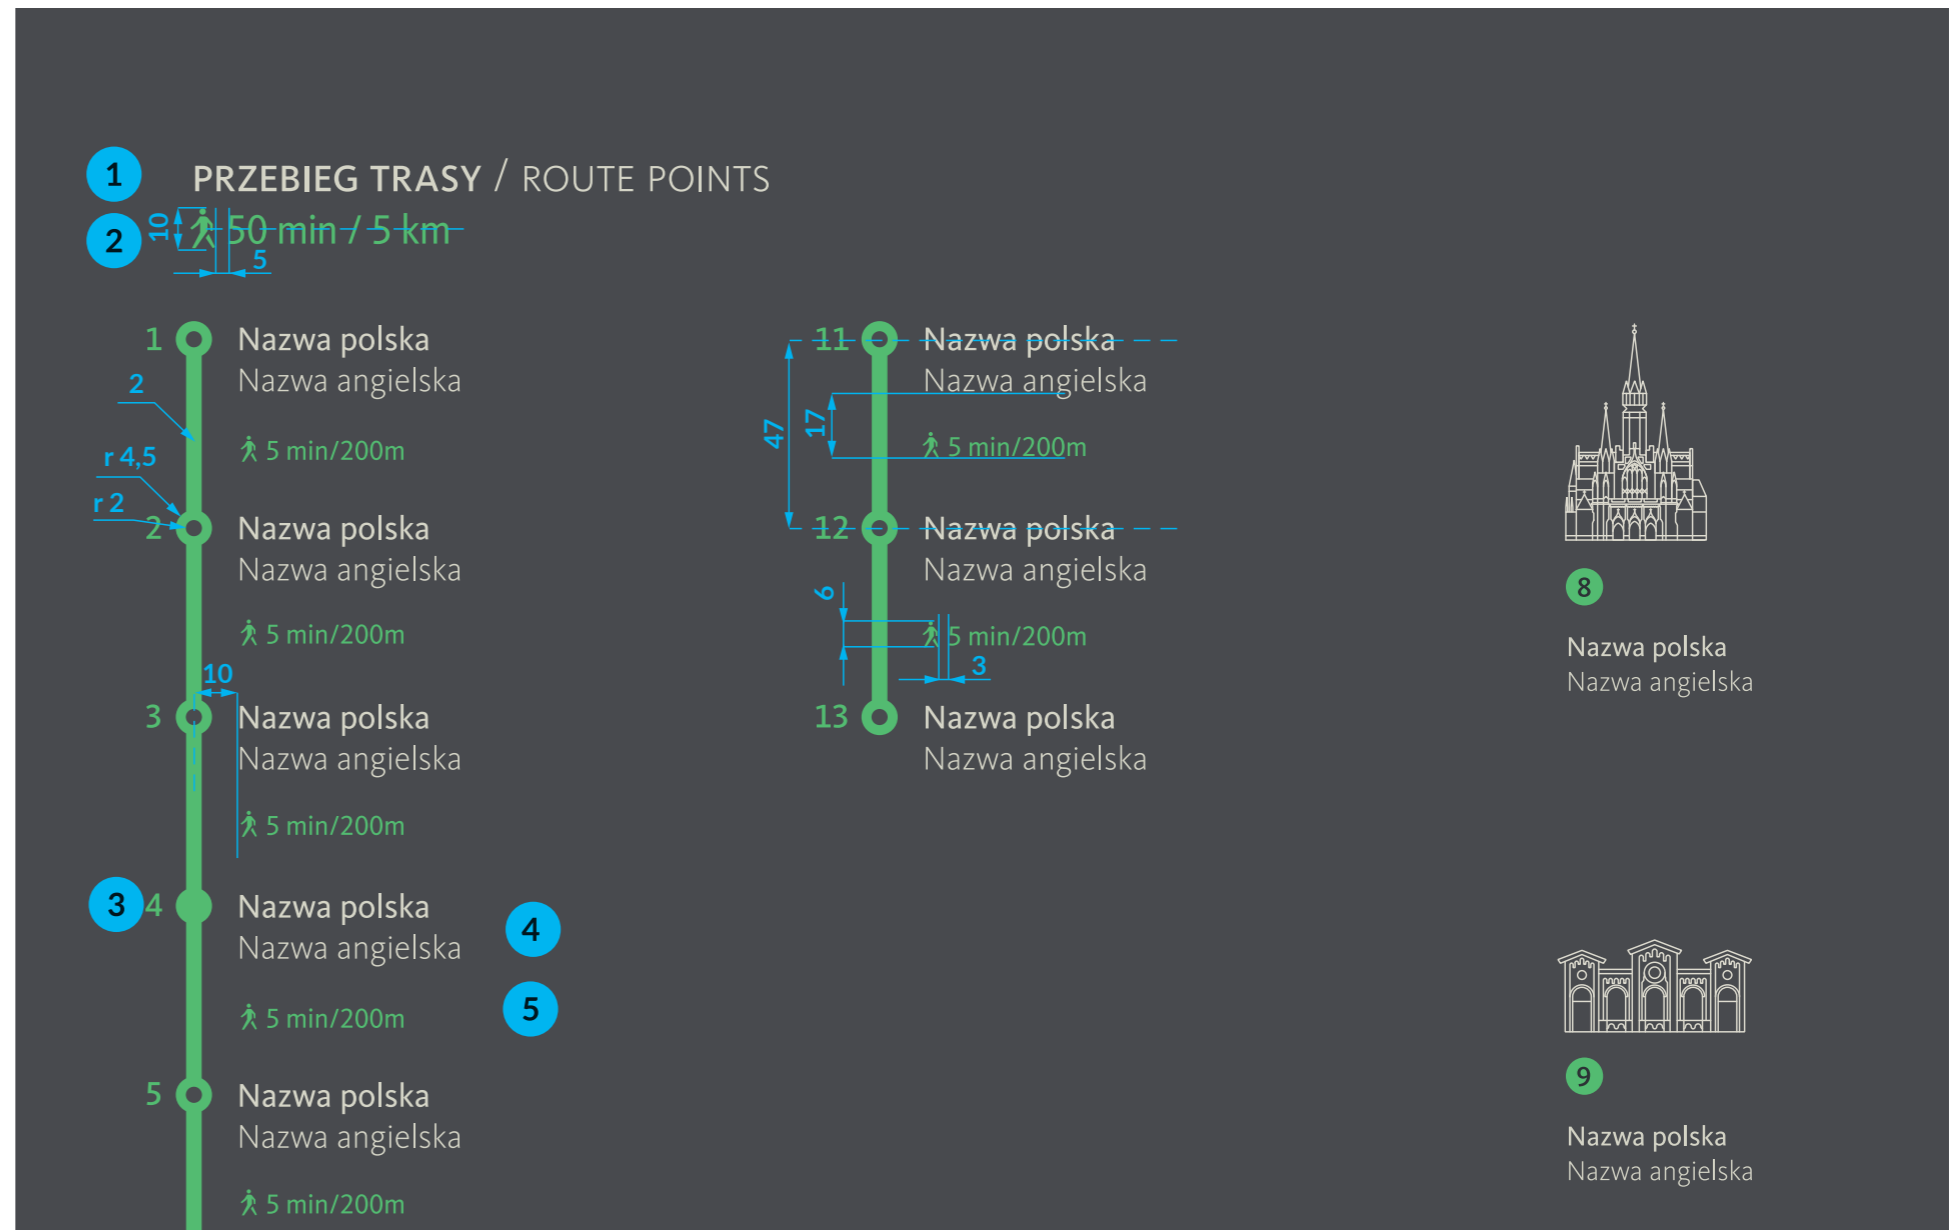 1
PRZEBIEG TRASY / ROUTE POINTS
2
10
50 min / 5 km
5
1
Nazwa polska
Nazwa angielska
2
5 min/200m
r 4,5
r 2
2
Nazwa polska
Nazwa angielska
5 min/200m
10
3
Nazwa polska
Nazwa angielska
5 min/200m
3
4
Nazwa polska
Nazwa angielska
4
5 min/200m
5
5
Nazwa polska
Nazwa angielska
5 min/200m
11
Nazwa polska
Nazwa angielska
47
17
5 min/200m
12
Nazwa polska
Nazwa angielska
6
5 min/200m
3
13
Nazwa polska
Nazwa angielska
8
Nazwa polska
Nazwa angielska
9
Nazwa polska
Nazwa angielska